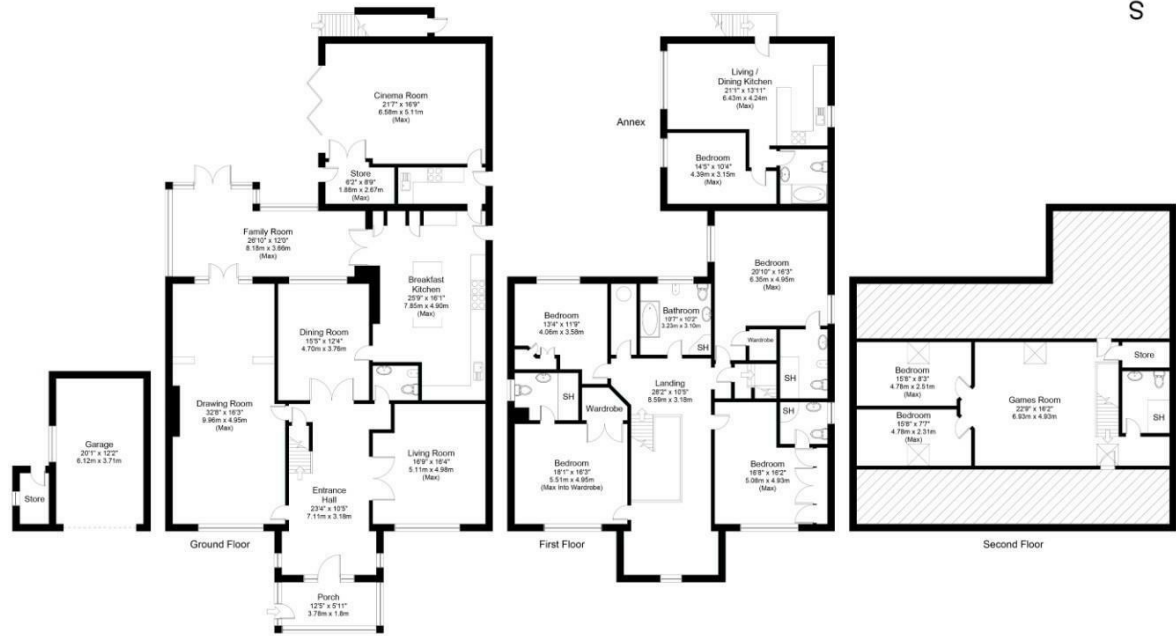 S
Cinema Room
21'7" x 16'9"
6.58m x 5.11m
(Max)
Store
6'2" x 8'9"
1.88m x 2.67m
(Max)
Family Room
26'10" x 12'0"
8.18m x 3.66m
(Max)
Breakfast
Kitchen
25'9" x 16'1"
7.85m x 4.90m
(Max)
Dining Room
15'5" x 12'4"
4.70m x 3.76m
Drawing Room
32'8" x 16'3"
9.96m x 4.95m
(Max)
Garage
20'1" x 12'2"
6.12m x 3.71m
Store
Living Room
16'9" x 16'4"
5.11m x 4.98m
(Max)
Entrance
Hall
23'4" x 10'5"
7.11m x 3.18m
Ground Floor
Porch
12'5" x 5'11"
3.78m x 1.8m
Annex
Living /
Dining Kitchen
21'1" x 13'11"
6.43m x 4.24m
(Max)
Bedroom
14'5" x 10'4"
4.39m x 3.15m
(Max)
Bedroom
20'10" x 16'3"
6.35m x 4.95m
(Max)
Bedroom
13'4" x 11'9"
4.06m x 3.58m
Bathroom
10'7" x 10'2"
3.23m x 3.10m
SH
Wardrobe
SH
Landing
28'2" x 10'5"
8.59m x 3.18m
SH
Wardrobe
SH
Bedroom
18'1" x 16'3"
5.51m x 4.95m
(Max Into Wardrobe)
Bedroom
16'8" x 16'2"
5.08m x 4.93m
(Max)
First Floor
Bedroom
15'8" x 8'3"
4.78m x 2.51m
(Max)
Bedroom
15'8" x 7'7"
4.78m x 2.31m
(Max)
Games Room
22'9" x 16'2"
6.93m x 4.93m
Store
SH
Second Floor